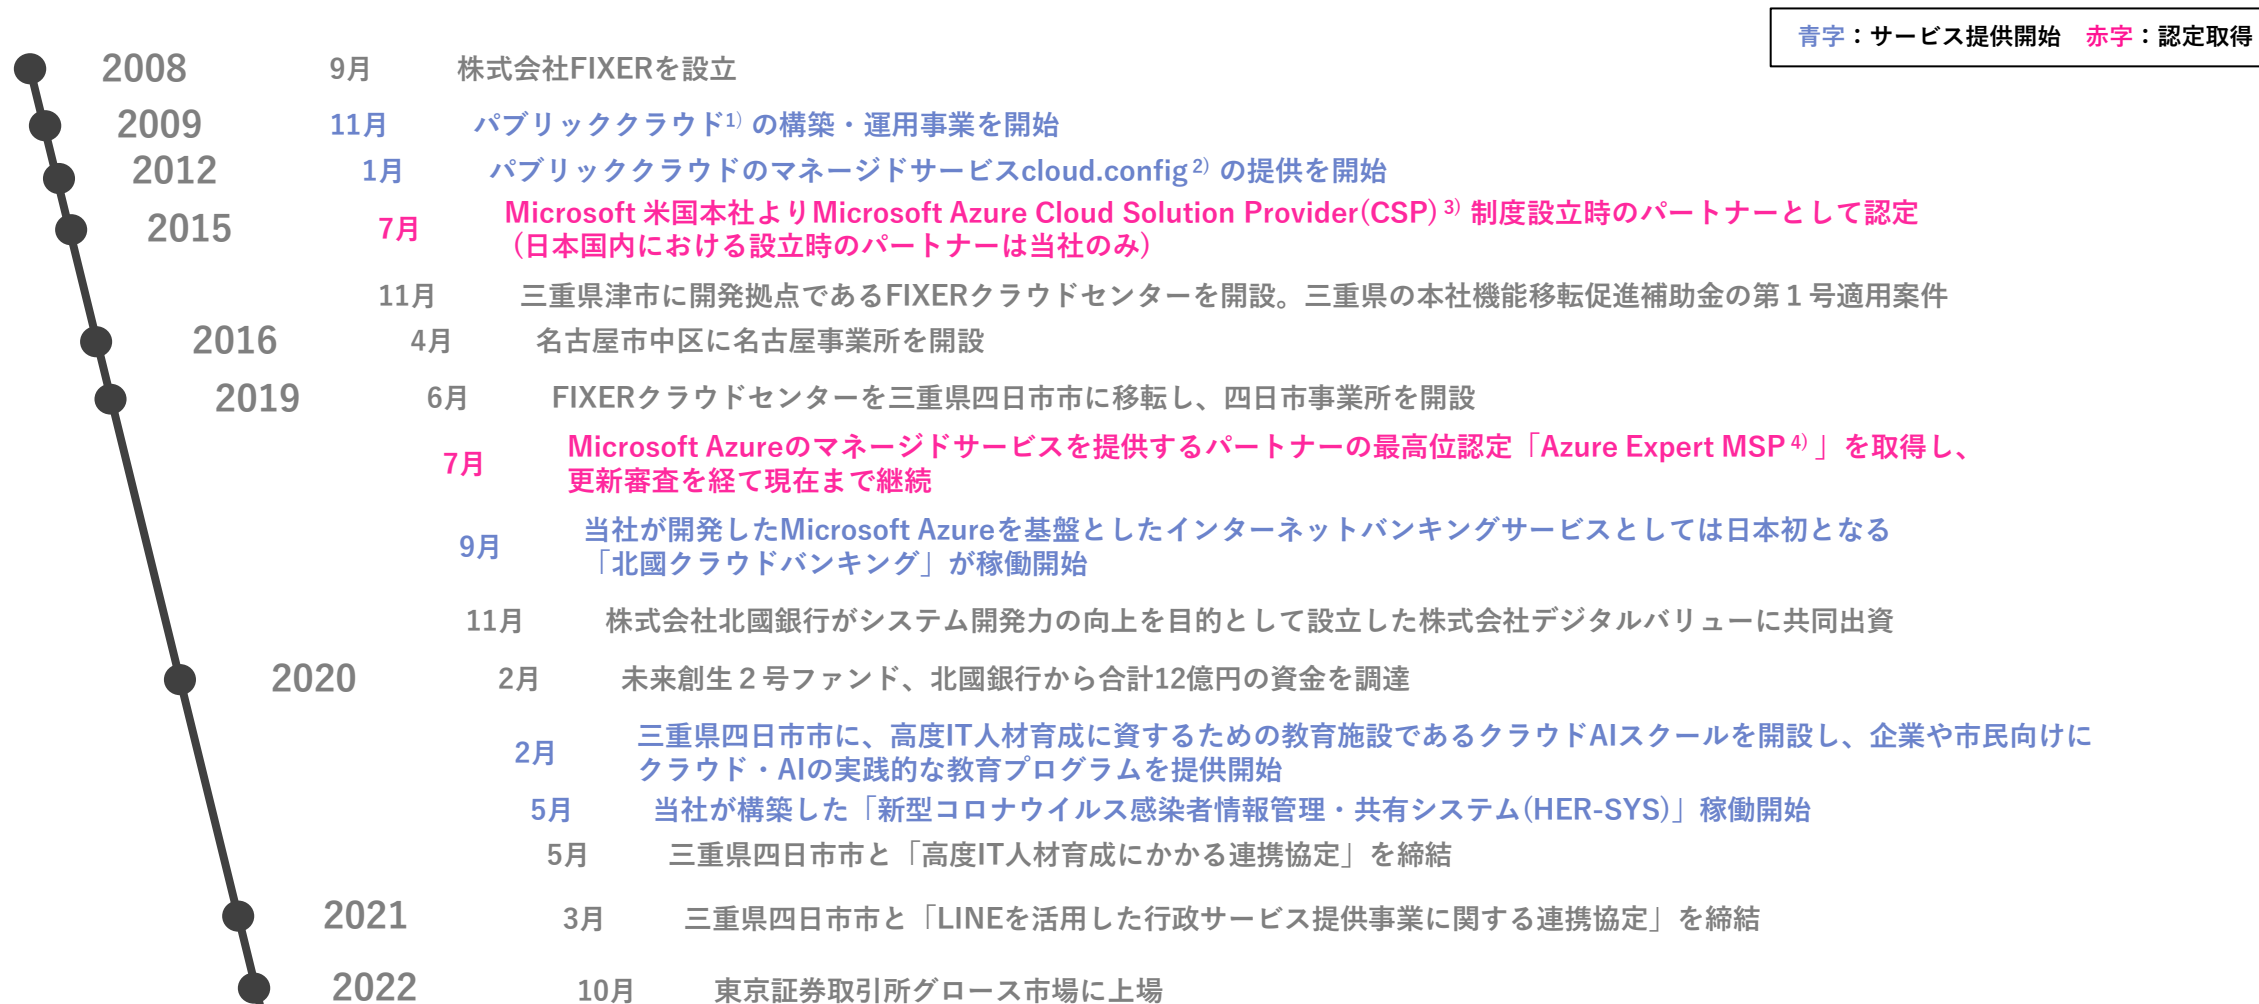 青字：サービス提供開始　赤字：認定取得
2008 9月 株式会社FIXERを設立
2009 11月 パブリッククラウド1) の構築・運用事業を開始
2012 1月 パブリッククラウドのマネージドサービスcloud.config 2) の提供を開始
2015 7月 Microsoft 米国本社よりMicrosoft Azure Cloud Solution Provider(CSP) 3) 制度設立時のパートナーとして認定
(日本国内における設立時のパートナーは当社のみ)
11月 三重県津市に開発拠点であるFIXERクラウドセンターを開設。三重県の本社機能移転促進補助金の第１号適用案件
2016 4月 名古屋市中区に名古屋事業所を開設
2019 6月 FIXERクラウドセンターを三重県四日市市に移転し、四日市事業所を開設
7月 Microsoft Azureのマネージドサービスを提供するパートナーの最高位認定「Azure Expert MSP 4) 」を取得し、
更新審査を経て現在まで継続
9月 当社が開発したMicrosoft Azureを基盤としたインターネットバンキングサービスとしては日本初となる
「北國クラウドバンキング」が稼働開始
11月 株式会社北國銀行がシステム開発力の向上を目的として設立した株式会社デジタルバリューに共同出資
2020 2月 未来創生２号ファンド、北國銀行から合計12億円の資金を調達
2月 三重県四日市市に、高度IT人材育成に資するための教育施設であるクラウドAIスクールを開設し、企業や市民向けに
クラウド・AIの実践的な教育プログラムを提供開始
5月 当社が構築した「新型コロナウイルス感染者情報管理・共有システム(HER-SYS)」稼働開始
5月 三重県四日市市と「高度IT人材育成にかかる連携協定」を締結
2021 3月 三重県四日市市と「LINEを活用した行政サービス提供事業に関する連携協定」を締結
2022 10月 東京証券取引所グロース市場に上場